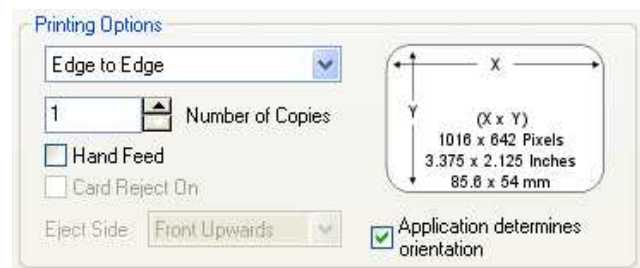 Printing Options
Edge to Edge
1 Number of Copies
Hand Feed
Card Reject On
Eject Side Front Upwards
X
Y
(X x Y)
1016 x 642 Pixels
3.375 x 2.125 Inches
85.6 x 54 mm
Application determines
orientation